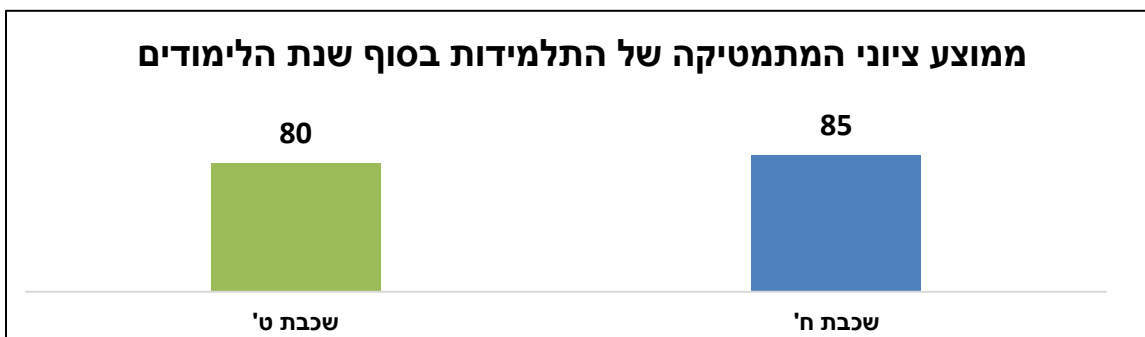 ממוצע ציוני המתמטיקה של התלמידות בסוף שנת הלימודים
85
80
שכבת ח'
שכבת ט'